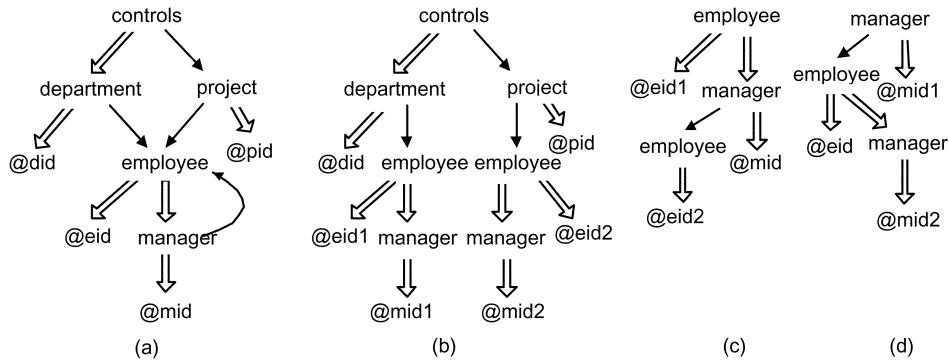 controls
department
project
@did
employee
@pid
@eid
manager
@mid
(a)
controls
department
project
@did
employee
employee
@pid
@eid1
manager
manager
@eid2
@mid1
@mid2
(b)
employee
@eid1
manager
employee
@mid
@eid2
(c)
manager
employee
@mid1
@eid
manager
@mid2
(d)